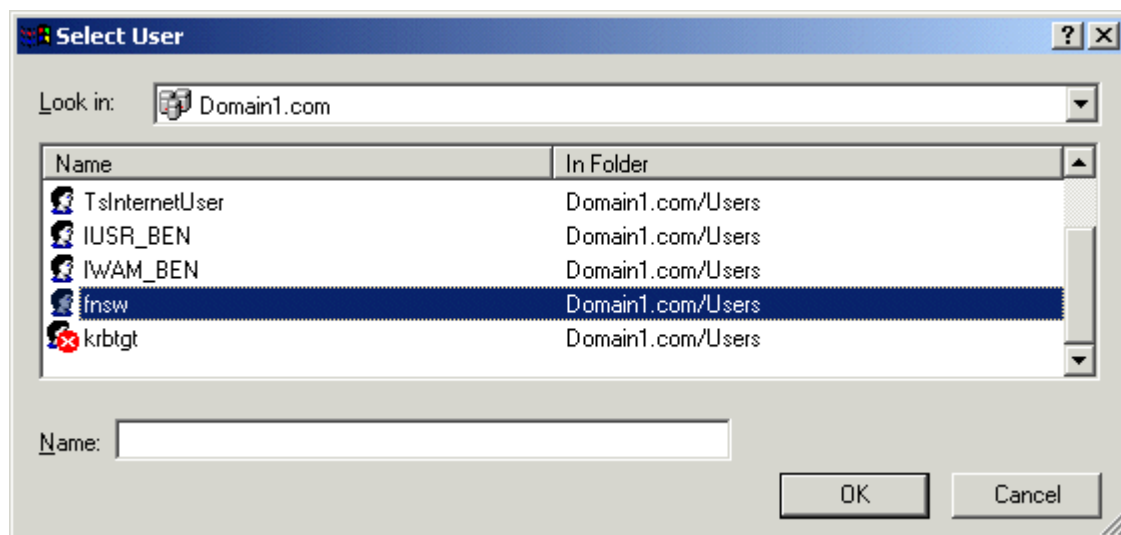 Select User
Look in: Domain1.com
Name In Folder
TsInternetUser Domain1.com/Users
IUSR_BEN Domain1.com/Users
IWAM_BEN Domain1.com/Users
fnsw Domain1.com/Users
krbtgt Domain1.com/Users
Name:
OK Cancel